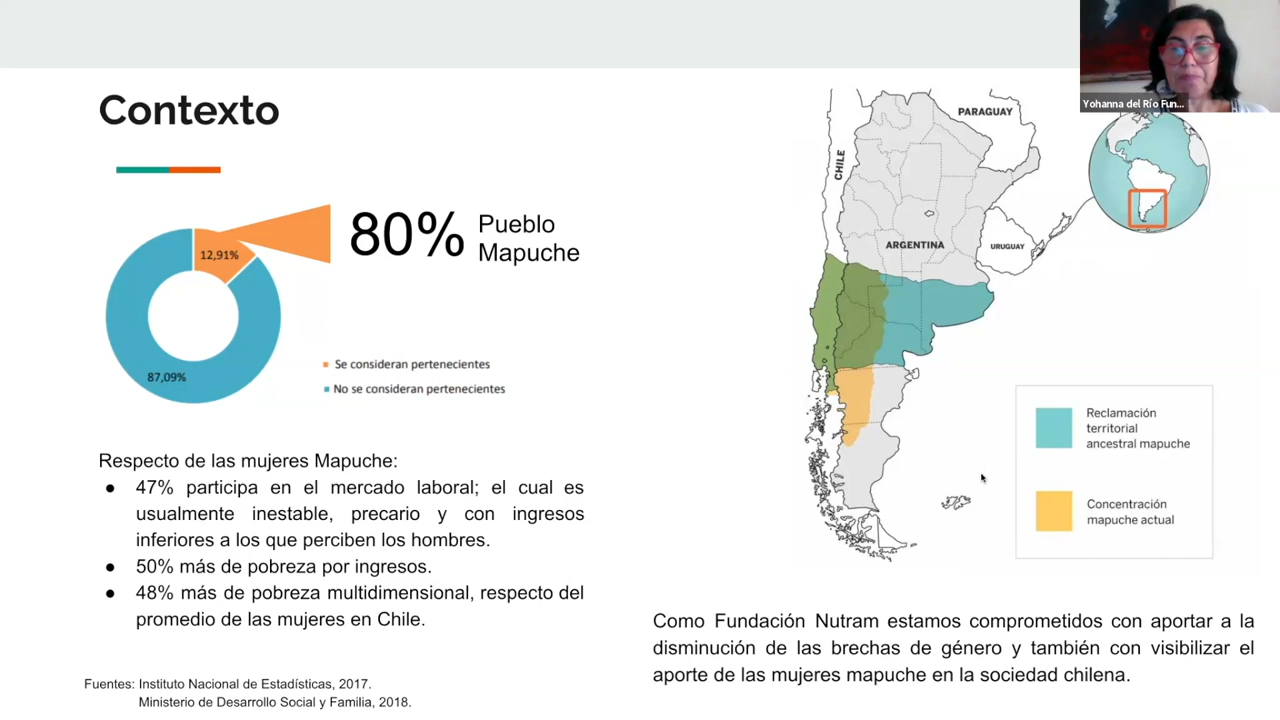 Contexto
12,91%
87,09%
80%
Pueblo
Mapuche
Se consideran pertenecientes
No se consideran pertenecientes
Respecto de las mujeres Mapuche:
● 47% participa en el mercado laboral; el cual es
usualmente inestable, precario y con ingresos
inferiores a los que perciben los hombres.
● 50% más de pobreza por ingresos.
● 48% más de pobreza multidimensional, respecto del
promedio de las mujeres en Chile.
Fuentes: Instituto Nacional de Estadísticas, 2017.
Ministerio de Desarrollo Social y Familia, 2018.
Yohanna del Río Fun...
PARAGUAY
CHILE
ARGENTINA
URUGUAY
Reclamación
territorial
ancestral mapuche
Concentración
mapuche actual
Como Fundación Nutram estamos comprometidos con aportar a la
disminución de las brechas de género y también con visibilizar el
aporte de las mujeres mapuche en la sociedad chilena.